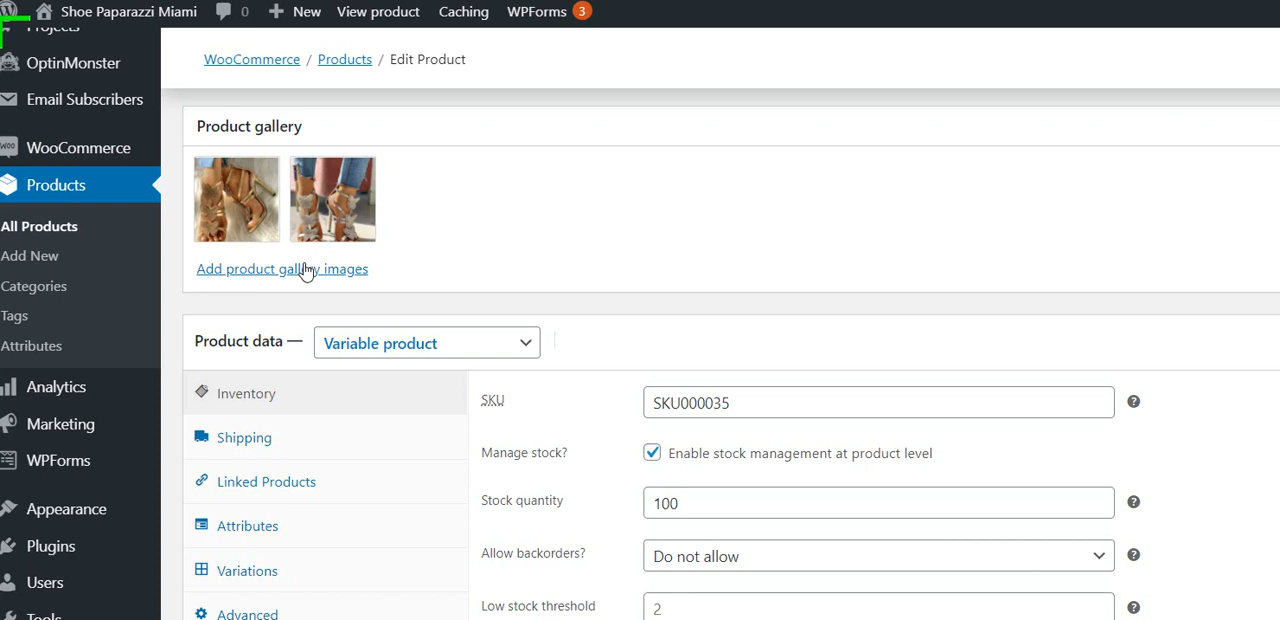 Shoe Paparazzi Miami 0 New View product Caching WPForms 3
Projects
OptinMonster
Email Subscribers
WooCommerce
Products
All Products
Add New
Categories
Tags
Attributes
Analytics
Marketing
WPForms
Appearance
Plugins
Users
Tools
WooCommerce / Products / Edit Product
Product gallery
Add product gallery images
Product data — Variable product
Inventory
Shipping
Linked Products
Attributes
Variations
Advanced
SKU SKU000035
Manage stock? Enable stock management at product level
Stock quantity 100
Allow backorders? Do not allow
Low stock threshold 2